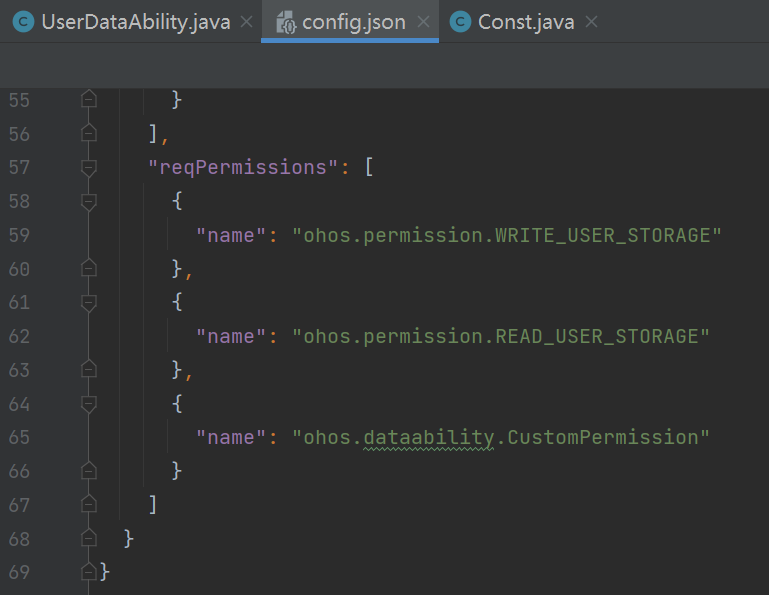 UserDataAbility.java config.json Const.java
55 }
56 ],
57 "reqPermissions": [
58 {
59 "name": "ohos.permission.WRITE_USER_STORAGE"
60 },
61 {
62 "name": "ohos.permission.READ_USER_STORAGE"
63 },
64 {
65 "name": "ohos.dataability.CustomPermission"
66 }
67 ]
68 }
69 }